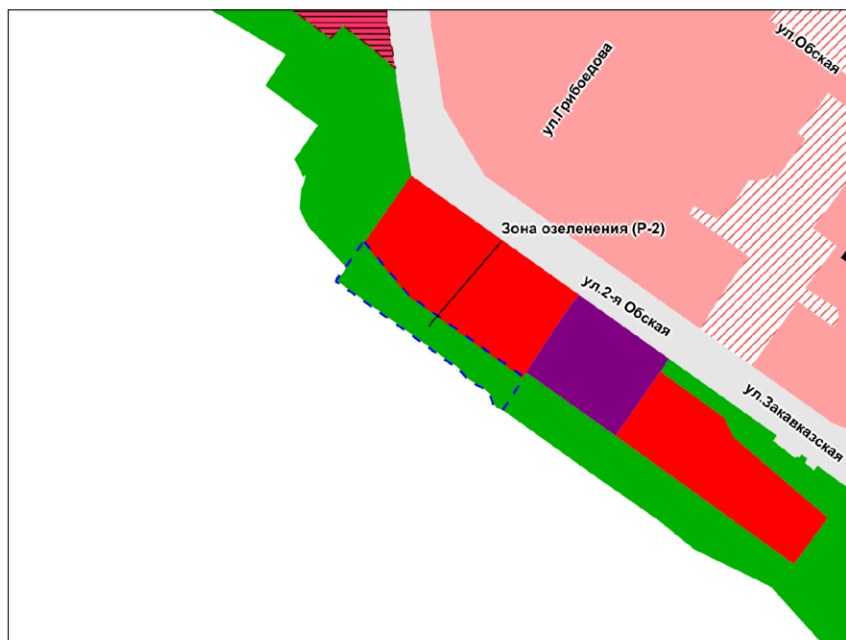 ул.Обская
ул.Грибоедова
Зона озеленения (Р-2)
ул.2-я Обская
ул.Закавказская